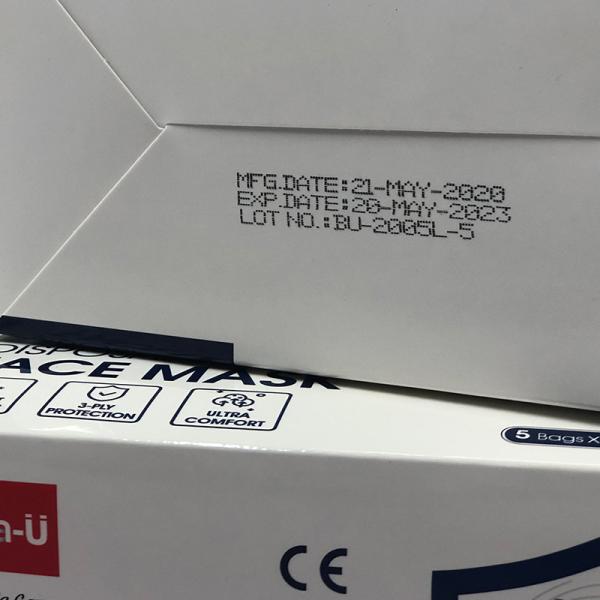 MFG.DATE:21-MAY-2020
EXP.DATE:20-MAY-2023
LOT NO.:BU-2005L-5
MASK
3-PLY
PROTECTION
ULTRA
COMFORT
5 Bags X
a-Ü
CE